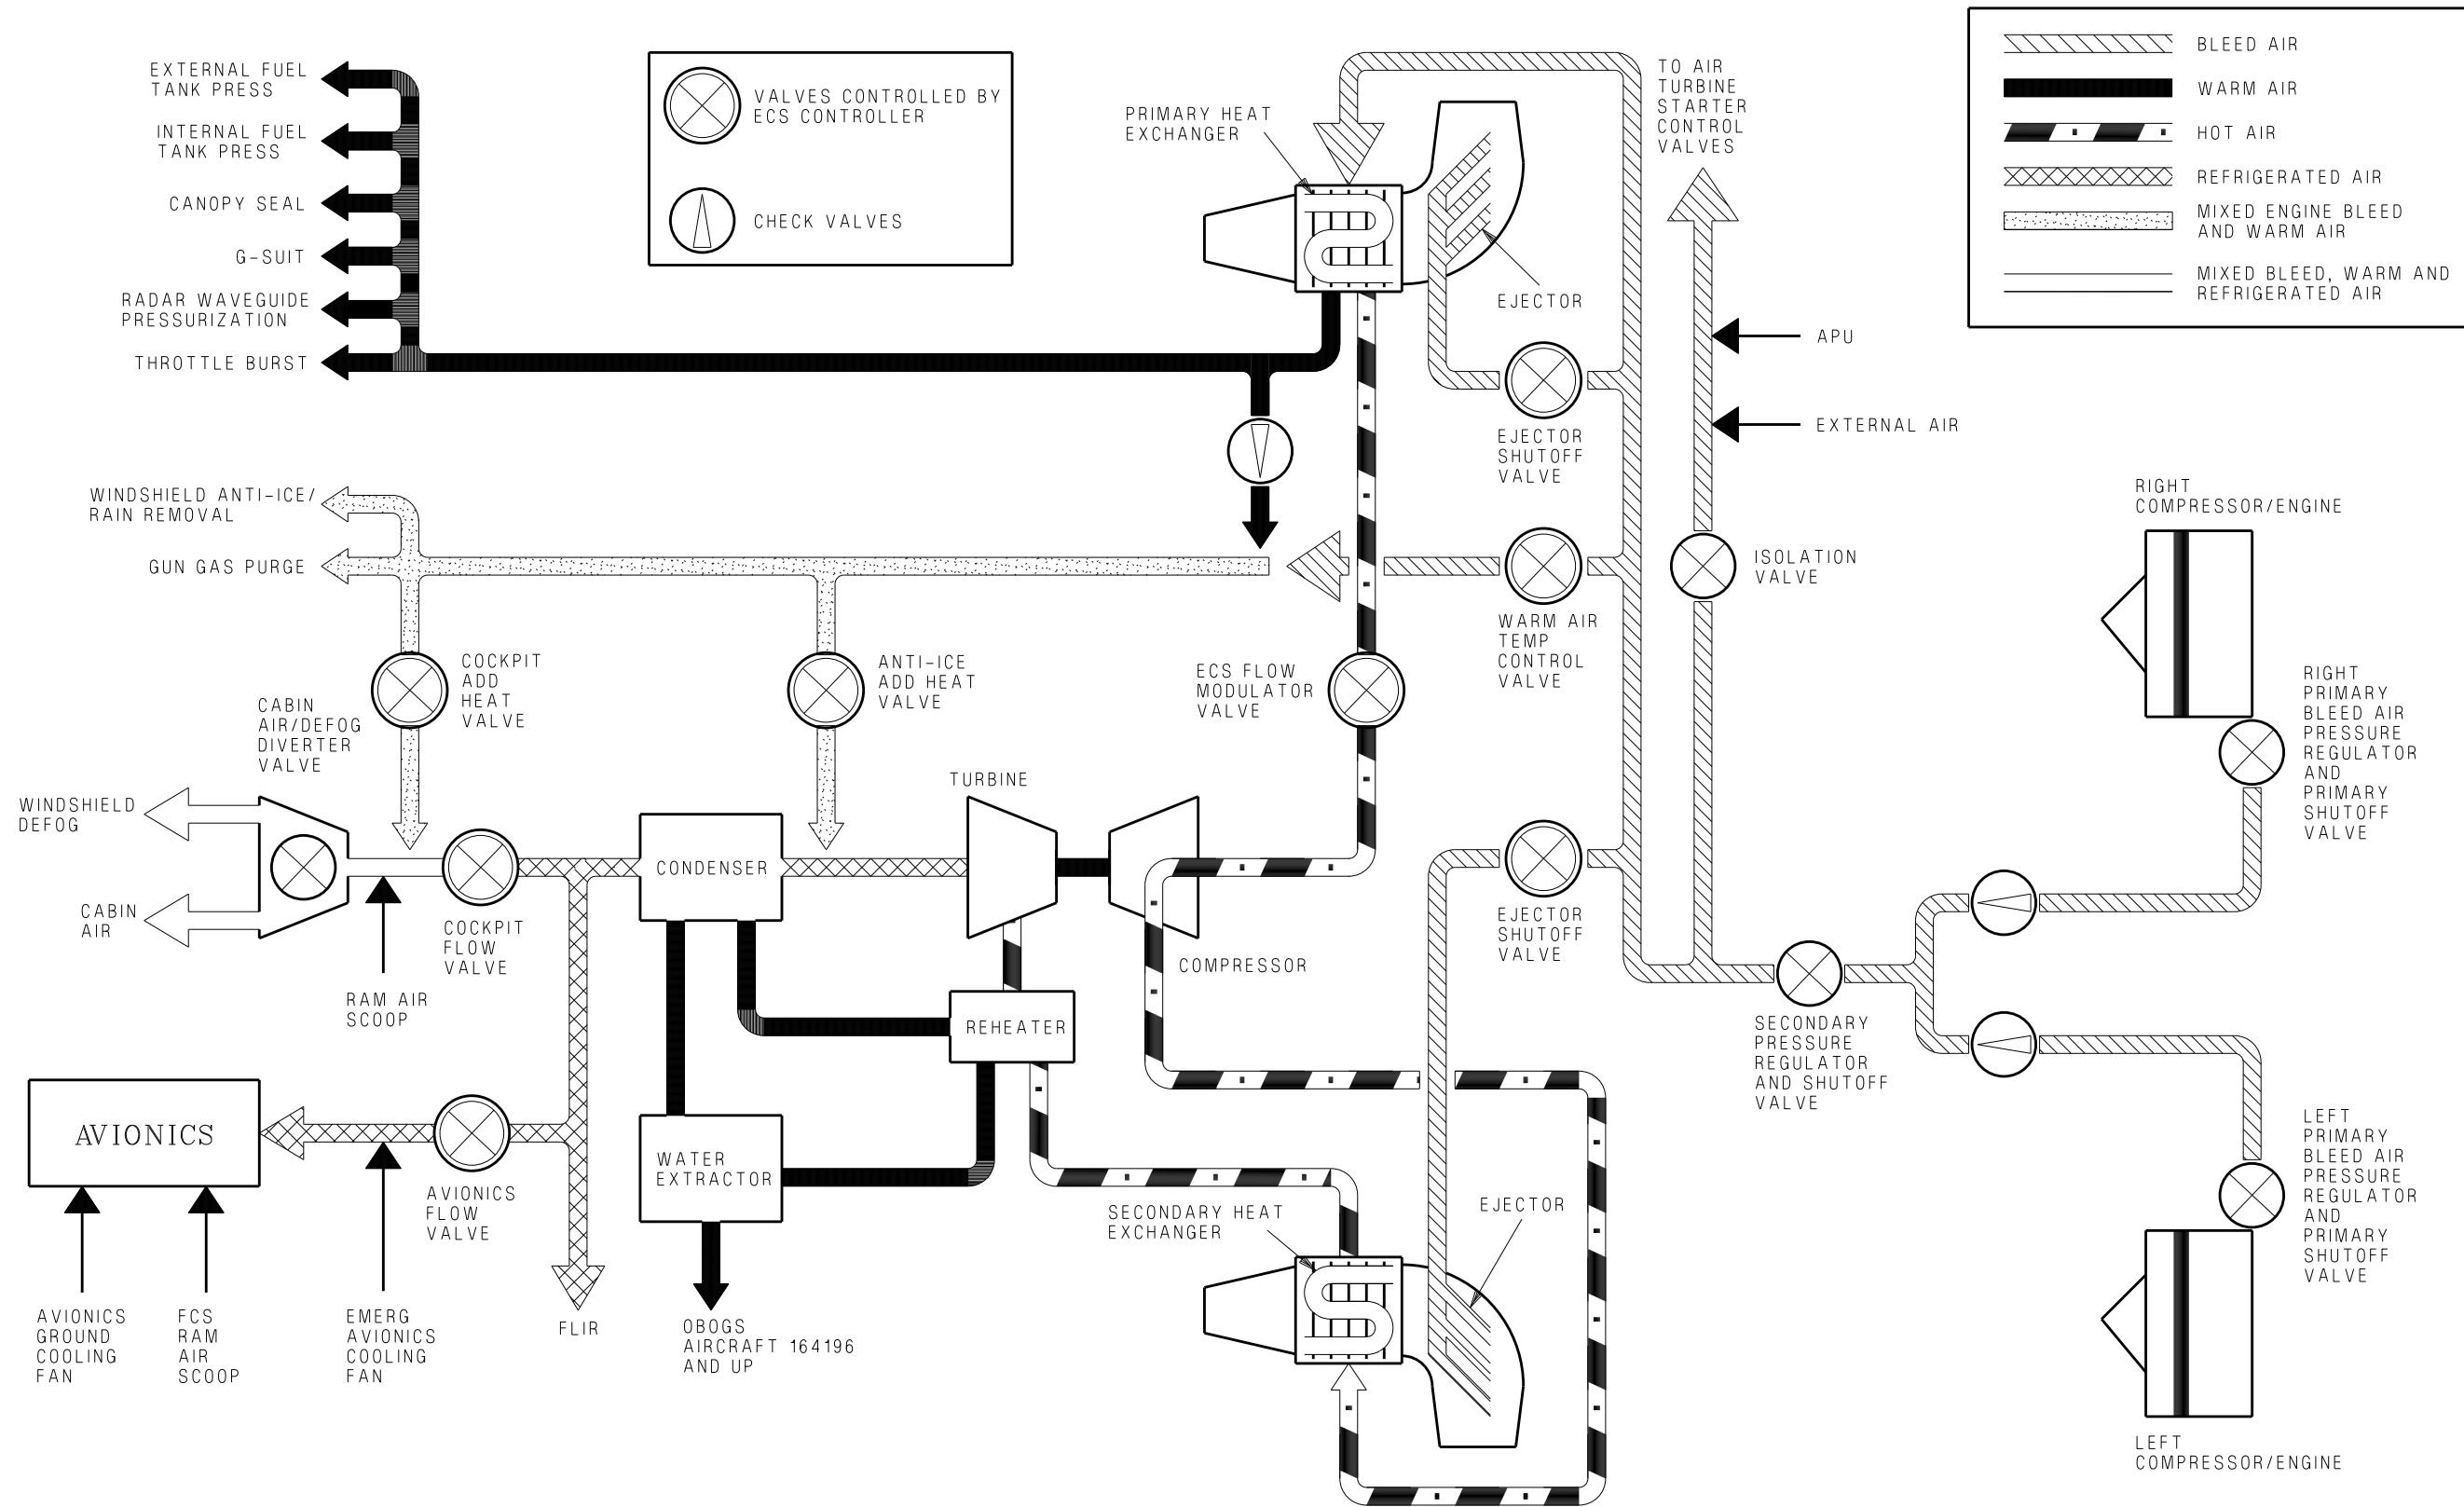 EXTERNAL FUEL
TANK PRESS
INTERNAL FUEL
TANK PRESS
CANOPY SEAL
G-SUIT
RADAR WAVEGUIDE
PRESSURIZATION
THROTTLE BURST
VALVES CONTROLLED BY
ECS CONTROLLER
CHECK VALVES
PRIMARY HEAT
EXCHANGER
EJECTOR
TO AIR
TURBINE
STARTER
CONTROL
VALVES
BLEED AIR
WARM AIR
HOT AIR
REFRIGERATED AIR
MIXED ENGINE BLEED
AND WARM AIR
MIXED BLEED, WARM AND
REFRIGERATED AIR
APU
EXTERNAL AIR
EJECTOR
SHUTOFF
VALVE
WINDSHIELD ANTI-ICE/
RAIN REMOVAL
GUN GAS PURGE
RIGHT
COMPRESSOR/ENGINE
ISOLATION
VALVE
WARM AIR
TEMP
CONTROL
VALVE
COCKPIT
ADD
HEAT
VALVE
ANTI-ICE
ADD HEAT
VALVE
ECS FLOW
MODULATOR
VALVE
CABIN
AIR/DEFOG
DIVERTER
VALVE
RIGHT
PRIMARY
BLEED AIR
PRESSURE
REGULATOR
AND
PRIMARY
SHUTOFF
VALVE
TURBINE
WINDSHIELD
DEFOG
CABIN
AIR
CONDENSER
COCKPIT
FLOW
VALVE
COMPRESSOR
EJECTOR
SHUTOFF
VALVE
RAM AIR
SCOOP
REHEATER
SECONDARY
PRESSURE
REGULATOR
AND SHUTOFF
VALVE
AVIONICS
WATER
EXTRACTOR
AVIONICS
FLOW
VALVE
SECONDARY HEAT
EXCHANGER
EJECTOR
LEFT
PRIMARY
BLEED AIR
PRESSURE
REGULATOR
AND
PRIMARY
SHUTOFF
VALVE
AVIONICS
GROUND
COOLING
FAN
FCS
RAM
AIR
SCOOP
EMERG
AVIONICS
COOLING
FAN
FLIR
OBOGS
AIRCRAFT 164196
AND UP
LEFT
COMPRESSOR/ENGINE